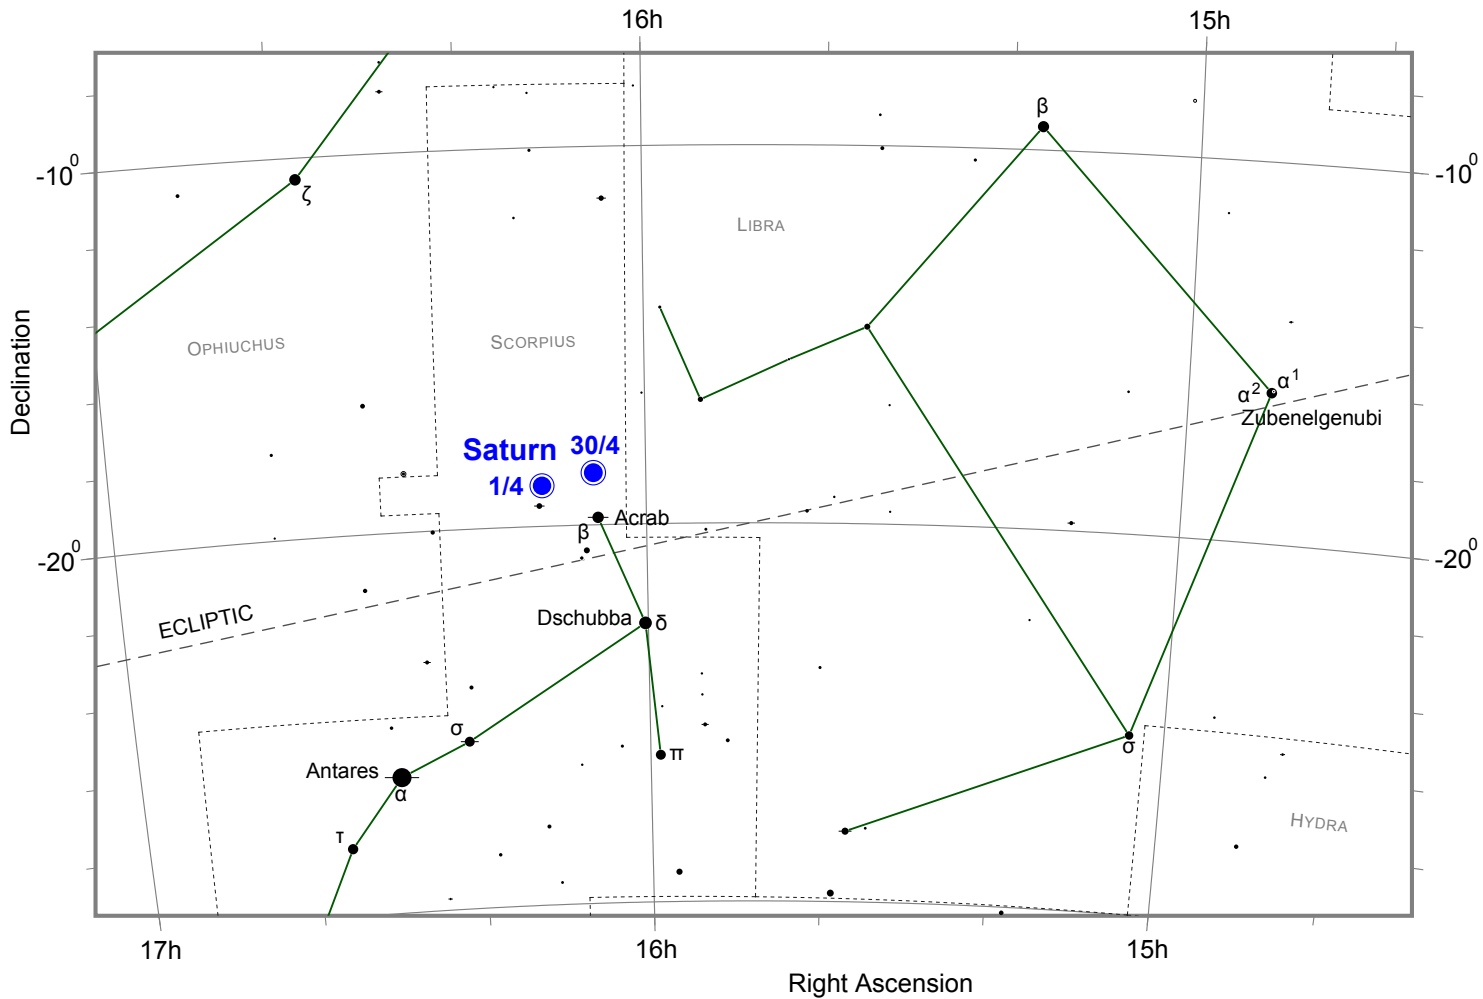 16h
15h
β
-10⁰
-10⁰
ζ
LIBRA
OPHIUCHUS
SCORPIUS
α² α¹
Zubenelgenubi
Declination
Saturn 30/4
1/4
Acrab
β
-20⁰
-20⁰
ECLIPTIC
Dschubba δ
σ
π
σ
Antares
α
τ
HYDRA
17h
16h
15h
Right Ascension